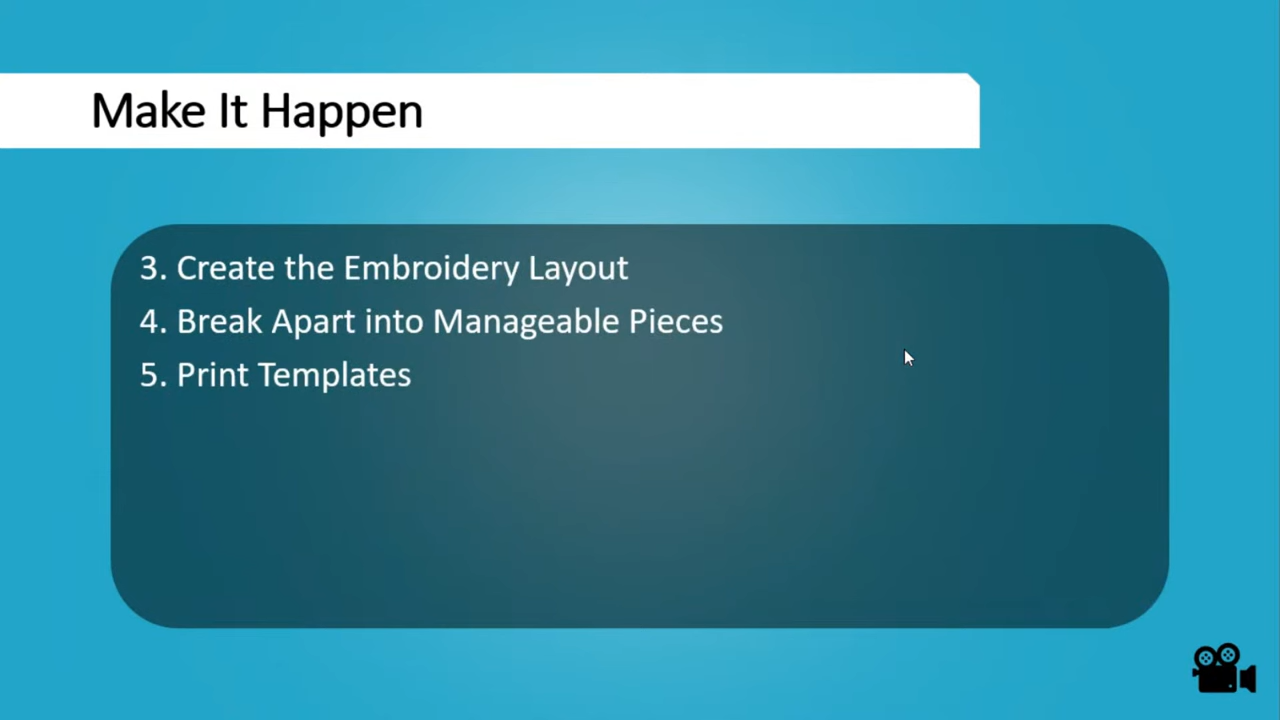 Make It Happen
3. Create the Embroidery Layout
4. Break Apart into Manageable Pieces
5. Print Templates